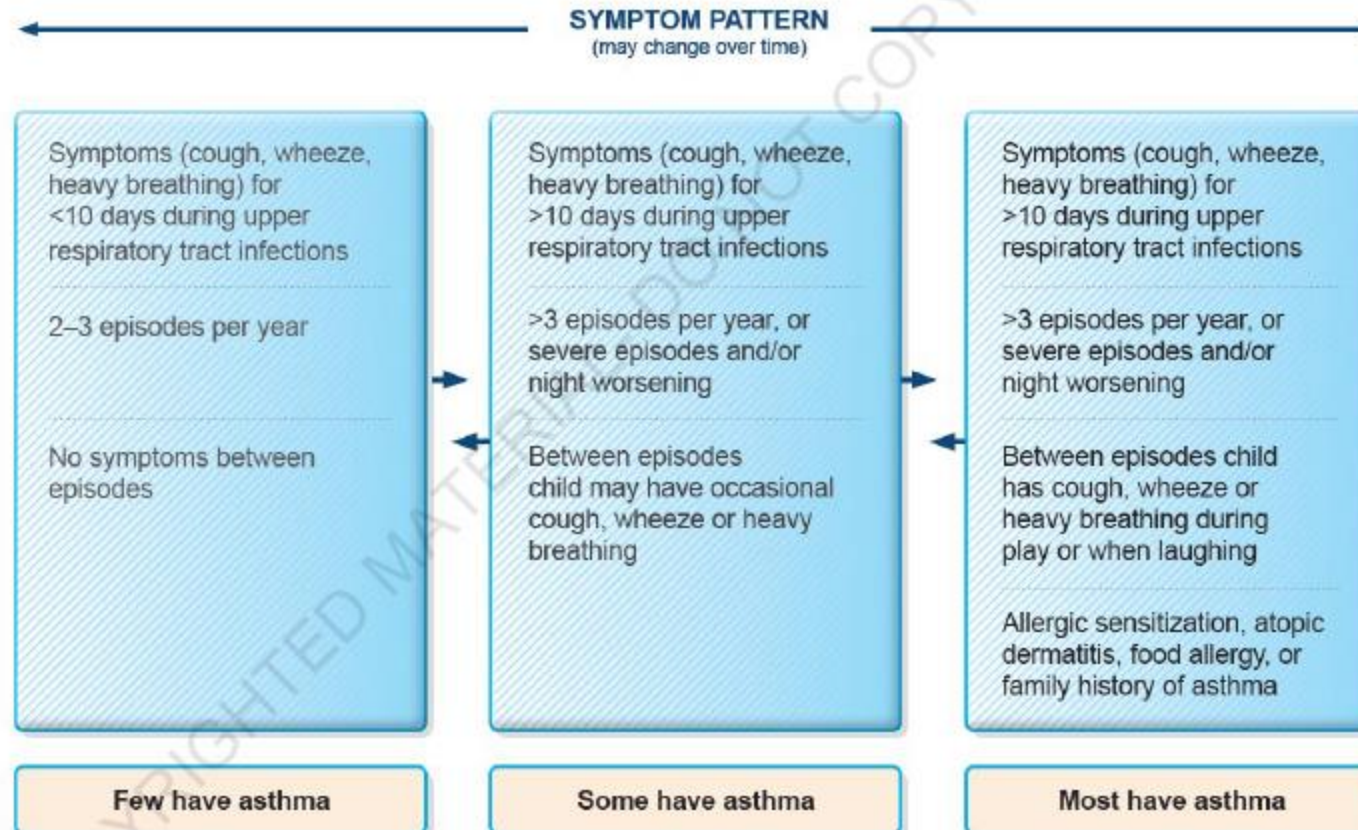 SYMPTOM PATTERN
(may change over time)
Symptoms (cough, wheeze,
heavy breathing) for
<10 days during upper
respiratory tract infections
2–3 episodes per year
No symptoms between
episodes
Few have asthma
Symptoms (cough, wheeze,
heavy breathing) for
>10 days during upper
respiratory tract infections
>3 episodes per year, or
severe episodes and/or
night worsening
Between episodes
child may have occasional
cough, wheeze or heavy
breathing
Some have asthma
Symptoms (cough, wheeze,
heavy breathing) for
>10 days during upper
respiratory tract infections
>3 episodes per year, or
severe episodes and/or
night worsening
Between episodes child
has cough, wheeze or
heavy breathing during
play or when laughing
Allergic sensitization, atopic
dermatitis, food allergy, or
family history of asthma
Most have asthma
YRIGHTED MATERIAL DO NOT COPY